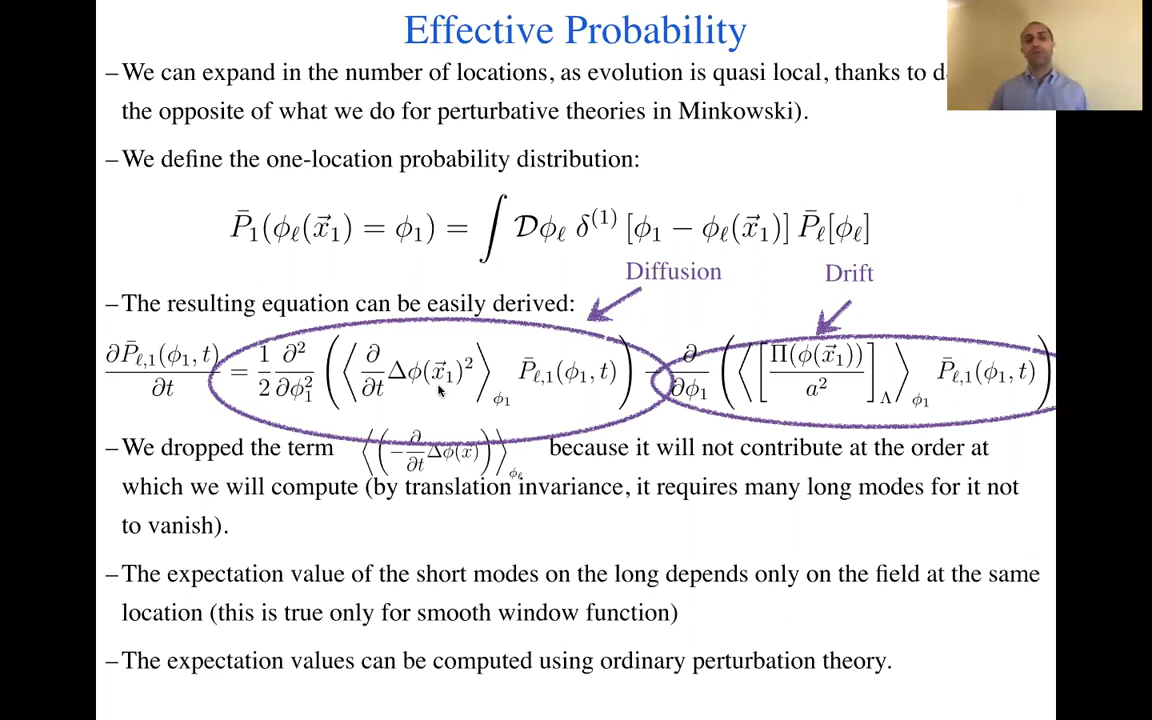 Effective Probability
–We can expand in the number of locations, as evolution is quasi local, thanks to
the opposite of what we do for perturbative theories in Minkowski).
–We define the one-location probability distribution:
P̄₁(φ_ℓ(x⃗₁) = φ₁) = ∫ 𝒟φ_ℓ δ⁽¹⁾ [φ₁ − φ_ℓ(x⃗₁)] P̄_ℓ[φ_ℓ]
Diffusion Drift
–The resulting equation can be easily derived:
∂P̄_{ℓ,1}(φ₁, t)/∂t = 1/2 ∂²/∂φ₁² (⟨∂/∂t Δφ(x⃗₁)²⟩_{φ₁} P̄_{ℓ,1}(φ₁, t)) − ∂/∂φ₁ (⟨[Π(φ(x⃗₁))/a²]_Λ⟩_{φ₁} P̄_{ℓ,1}(φ₁, t))
–We dropped the term ⟨(−∂/∂t Δφ(x))⟩_{φ_ℓ} because it will not contribute at the order at
which we will compute (by translation invariance, it requires many long modes for it not
to vanish).
–The expectation value of the short modes on the long depends only on the field at the same
location (this is true only for smooth window function)
–The expectation values can be computed using ordinary perturbation theory.